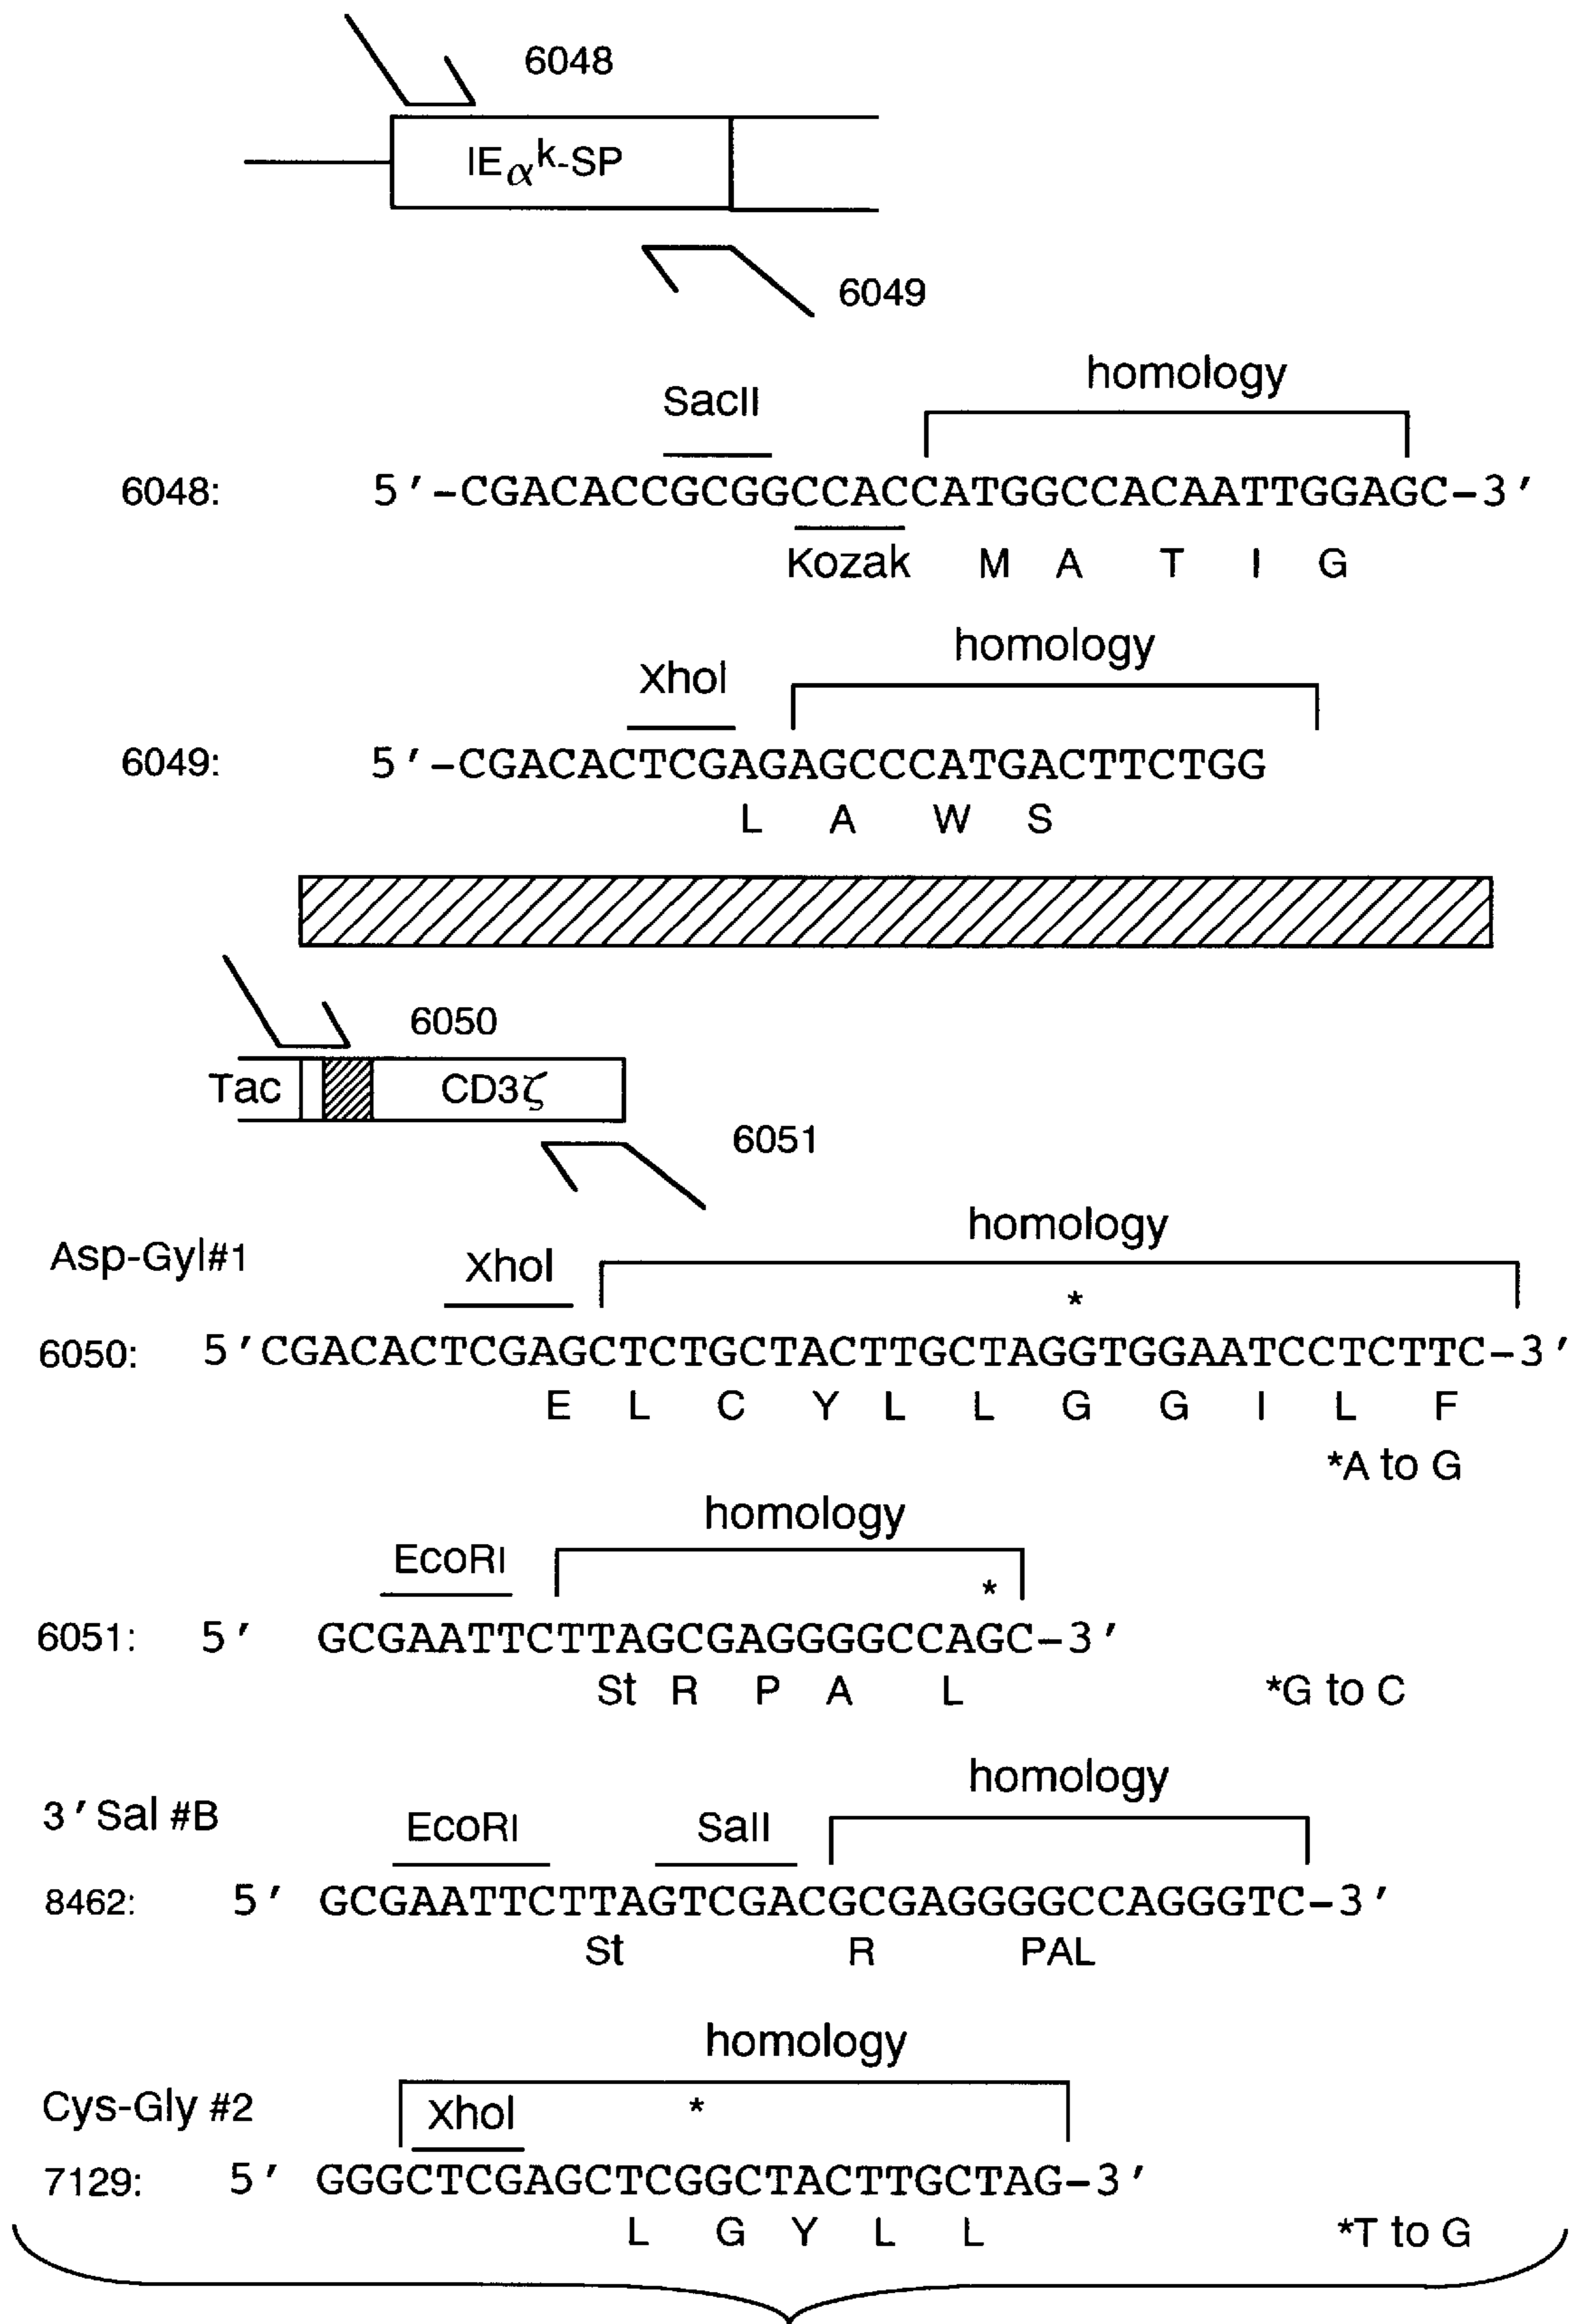 6048
IEαk-SP
6049
SacII
homology
6048: 5'-CGACACCGCGGCCACCATGGCCACAATTGGAGC-3'
Kozak M A T I G
XhoI
homology
6049: 5'-CGACACTCGAGAGCCCATGACTTCTGG
L A W S
6050
Tac CD3ζ
6051
Asp-Gyl#1
XhoI
homology
*
6050: 5'CGACACTCGAGCTCTGCTACTTGCTAGGTGGAATCCTCTTC-3'
E L C Y L L G G I L F
*A to G
homology
EcoRI
*
6051: 5' GCGAATTCTTAGCGAGGGGCCAGC-3'
St R P A L *G to C
homology
3'Sal #B
EcoRI SalI
8462: 5' GCGAATTCTTAGTCGACGCGAGGGGCCAGGGTC-3'
St R PAL
homology
Cys-Gly #2
XhoI *
7129: 5' GGGCTCGAGCTCGGCTACTTGCTAG-3'
L G Y L L *T to G